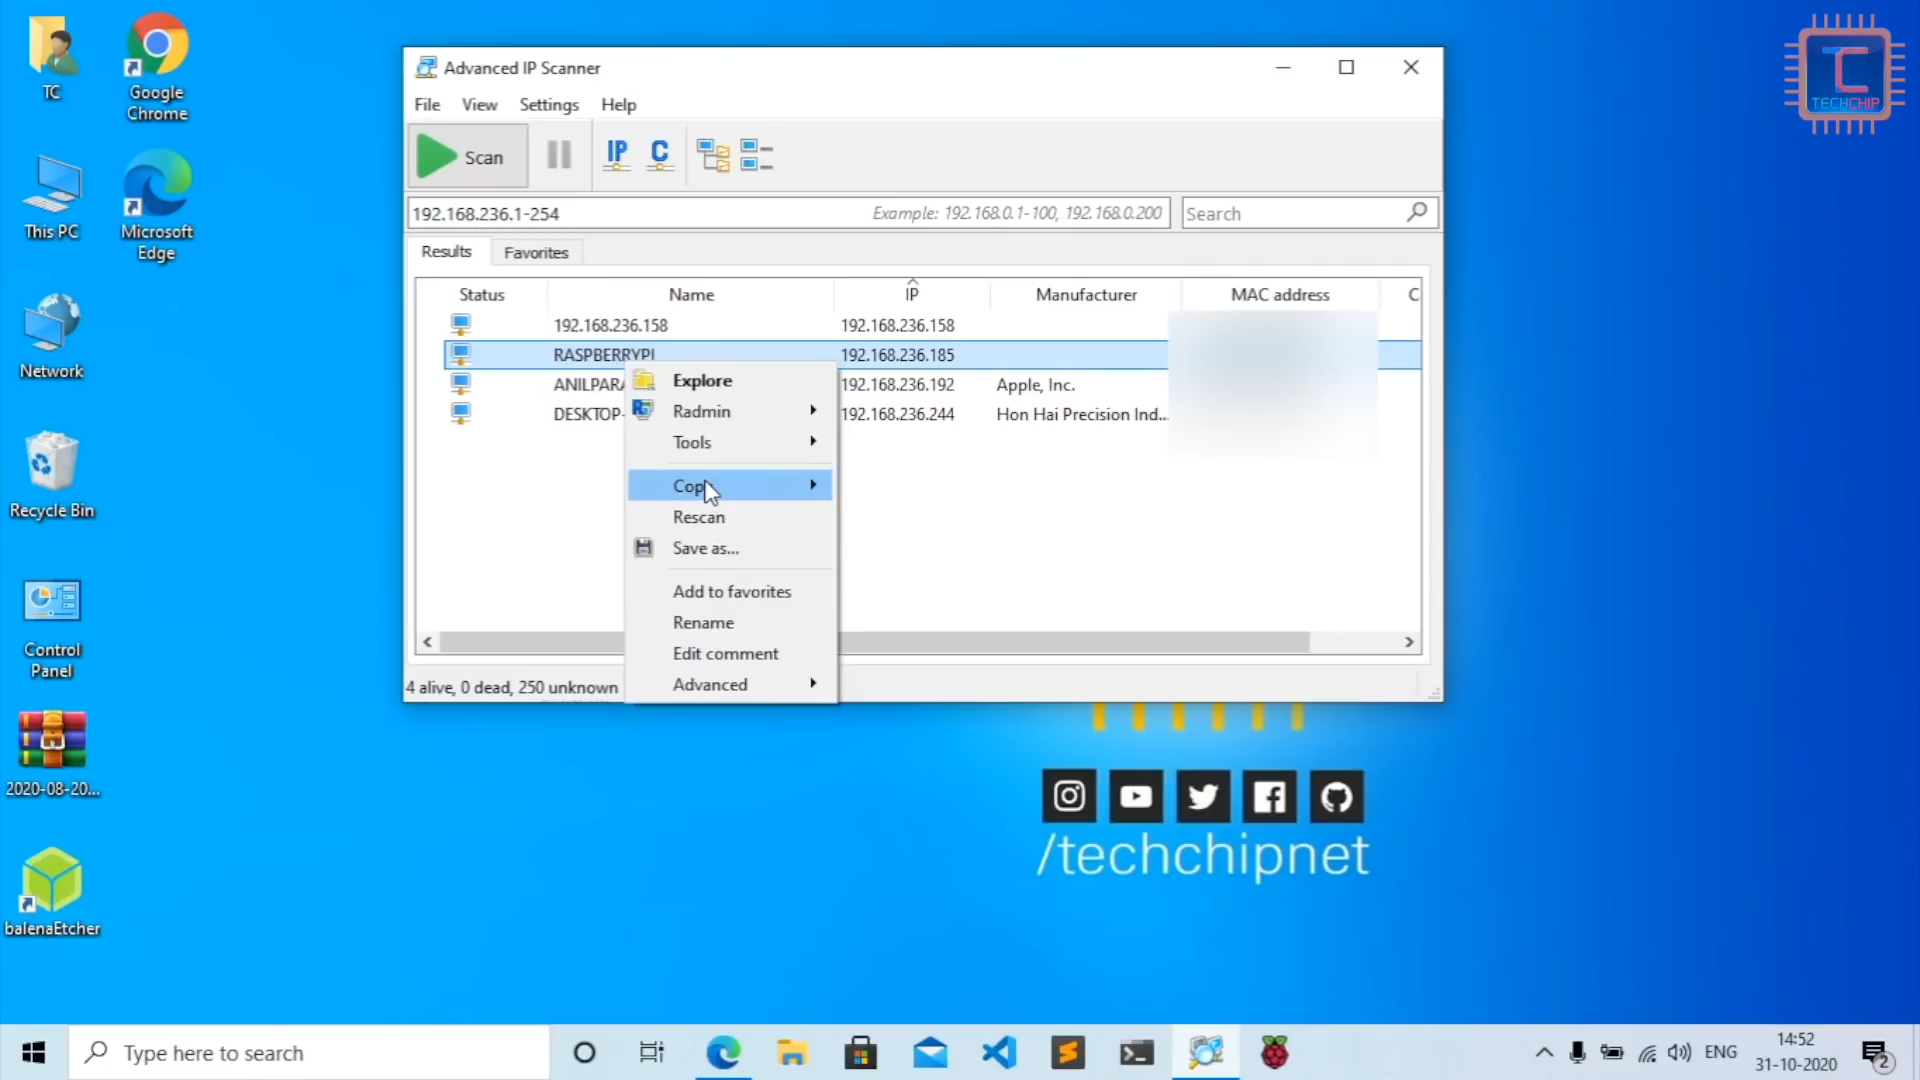 TC
Google
Chrome
This PC
Microsoft
Edge
Network
Recycle Bin
Control
Panel
2020-08-20...
balenaEtcher
TC
TECHCHIP
Advanced IP Scanner
File View Settings Help
Scan IP C
192.168.236.1-254 Example: 192.168.0.1-100, 192.168.0.200 Search
Results Favorites
Status Name IP Manufacturer MAC address C
192.168.236.158 192.168.236.158
RASPBERRYPI 192.168.236.185
ANILPARA 192.168.236.192 Apple, Inc.
DESKTOP- 192.168.236.244 Hon Hai Precision Ind...
Explore
Radmin
Tools
Copy
Rescan
Save as...
Add to favorites
Rename
Edit comment
Advanced
4 alive, 0 dead, 250 unknown
/techchipnet
Type here to search
ENG
14:52
31-10-2020
2